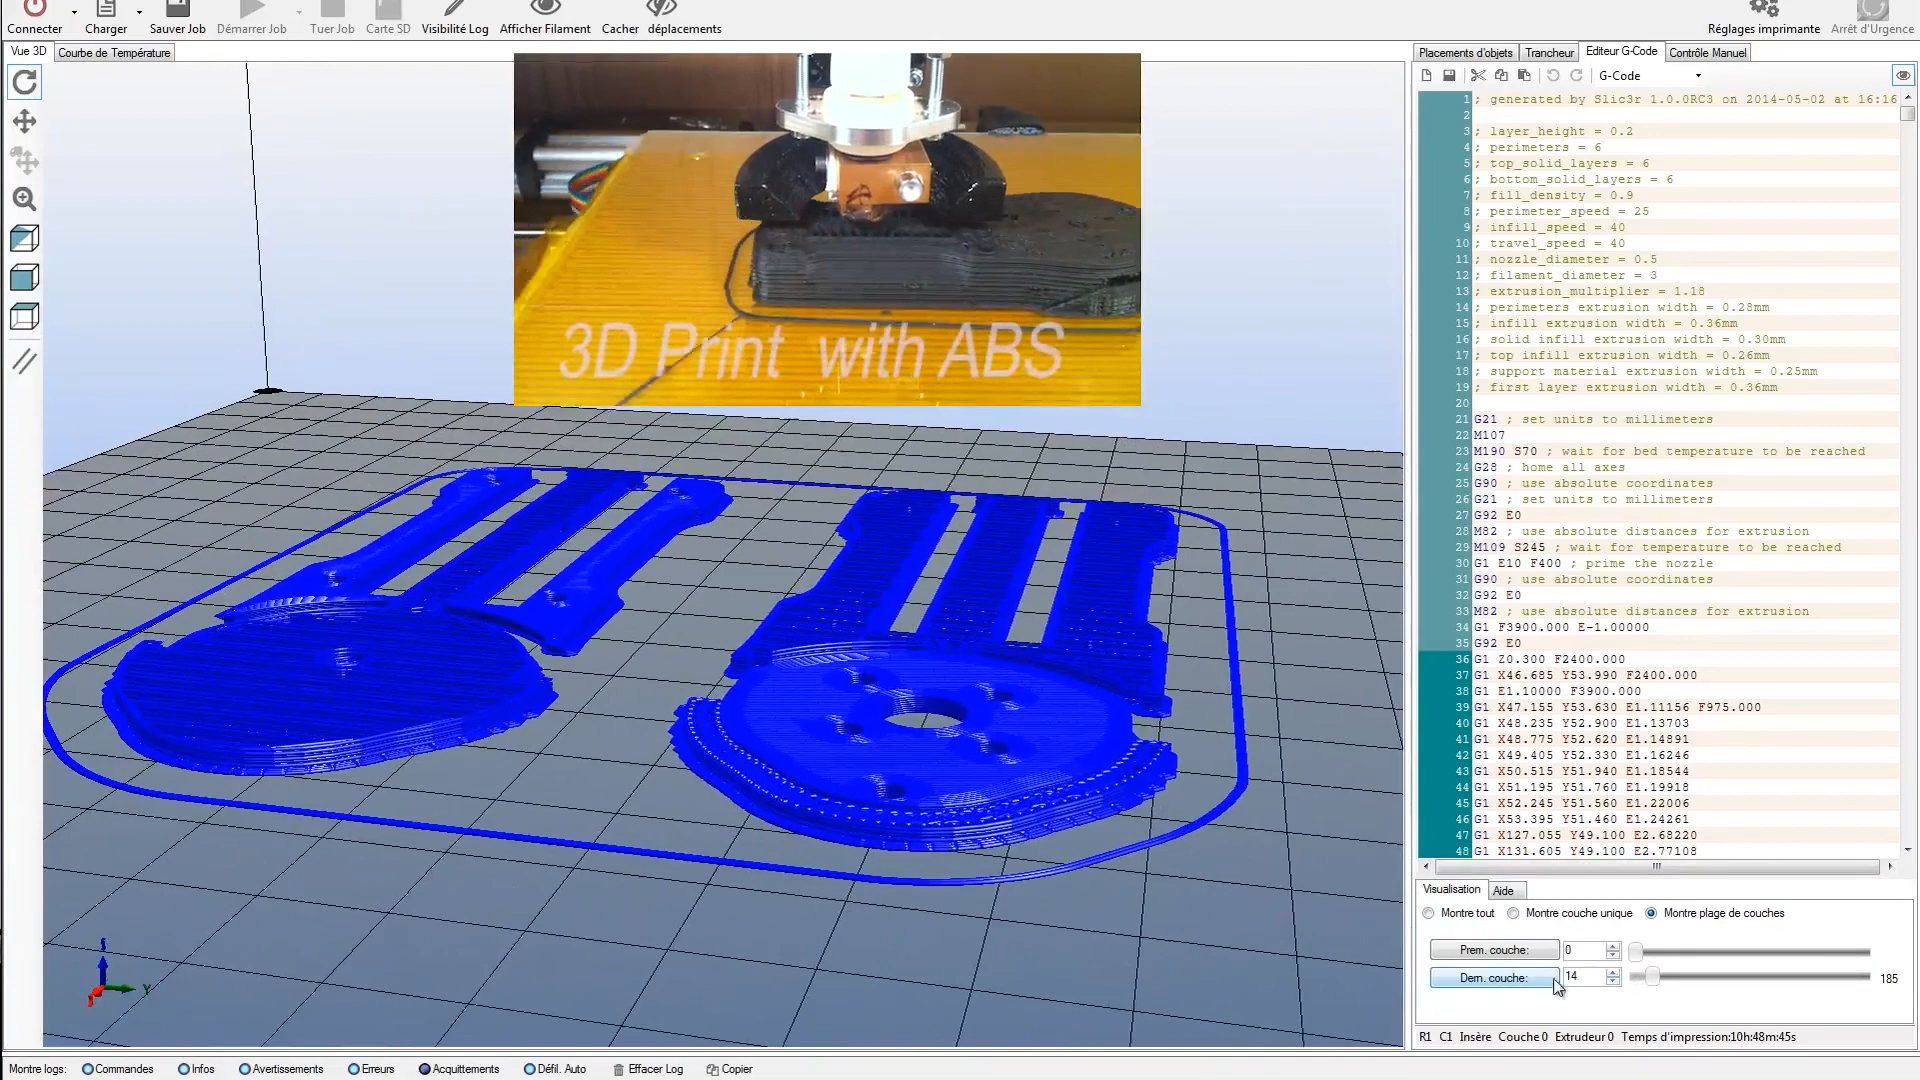 Connecter Charger Sauver Job Démarrer Job Tuer Job Carte SD Visibilité Log Afficher Filament Cacher déplacements Réglages imprimante Arrêt d'Urgence
Vue 3D Courbe de Température
3D Print with ABS
Y
Placements d'objets Trancheur Editeur G-Code Contrôle Manuel
G-Code
1 ; generated by Slic3r 1.0.0RC3 on 2014-05-02 at 16:16
2
3 ; layer_height = 0.2
4 ; perimeters = 6
5 ; top_solid_layers = 6
6 ; bottom_solid_layers = 6
7 ; fill_density = 0.9
8 ; perimeter_speed = 25
9 ; infill_speed = 40
10 ; travel_speed = 40
11 ; nozzle_diameter = 0.5
12 ; filament_diameter = 3
13 ; extrusion_multiplier = 1.18
14 ; perimeters extrusion width = 0.28mm
15 ; infill extrusion width = 0.36mm
16 ; solid infill extrusion width = 0.30mm
17 ; top infill extrusion width = 0.26mm
18 ; support material extrusion width = 0.25mm
19 ; first layer extrusion width = 0.36mm
20
21 G21 ; set units to millimeters
22 M107
23 M190 S70 ; wait for bed temperature to be reached
24 G28 ; home all axes
25 G90 ; use absolute coordinates
26 G21 ; set units to millimeters
27 G92 E0
28 M82 ; use absolute distances for extrusion
29 M109 S245 ; wait for temperature to be reached
30 G1 E10 F400 ; prime the nozzle
31 G90 ; use absolute coordinates
32 G92 E0
33 M82 ; use absolute distances for extrusion
34 G1 F3900.000 E-1.00000
35 G92 E0
36 G1 Z0.300 F2400.000
37 G1 X46.685 Y53.990 F2400.000
38 G1 E1.10000 F3900.000
39 G1 X47.155 Y53.630 E1.11156 F975.000
40 G1 X48.235 Y52.900 E1.13703
41 G1 X48.775 Y52.620 E1.14891
42 G1 X49.405 Y52.330 E1.16246
43 G1 X50.515 Y51.940 E1.18544
44 G1 X51.195 Y51.760 E1.19918
45 G1 X52.245 Y51.560 E1.22006
46 G1 X53.395 Y51.460 E1.24261
47 G1 X127.055 Y49.100 E2.68220
48 G1 X131.605 Y49.100 E2.77108
Visualisation Aide
Montre tout Montre couche unique Montre plage de couches
Prem. couche: 0
Dern. couche: 14 185
R1 C1 Insère Couche 0 Extrudeur 0 Temps d'impression:10h:48m:45s
Montre logs: Commandes Infos Avertissements Erreurs Acquittements Défil. Auto Effacer Log Copier